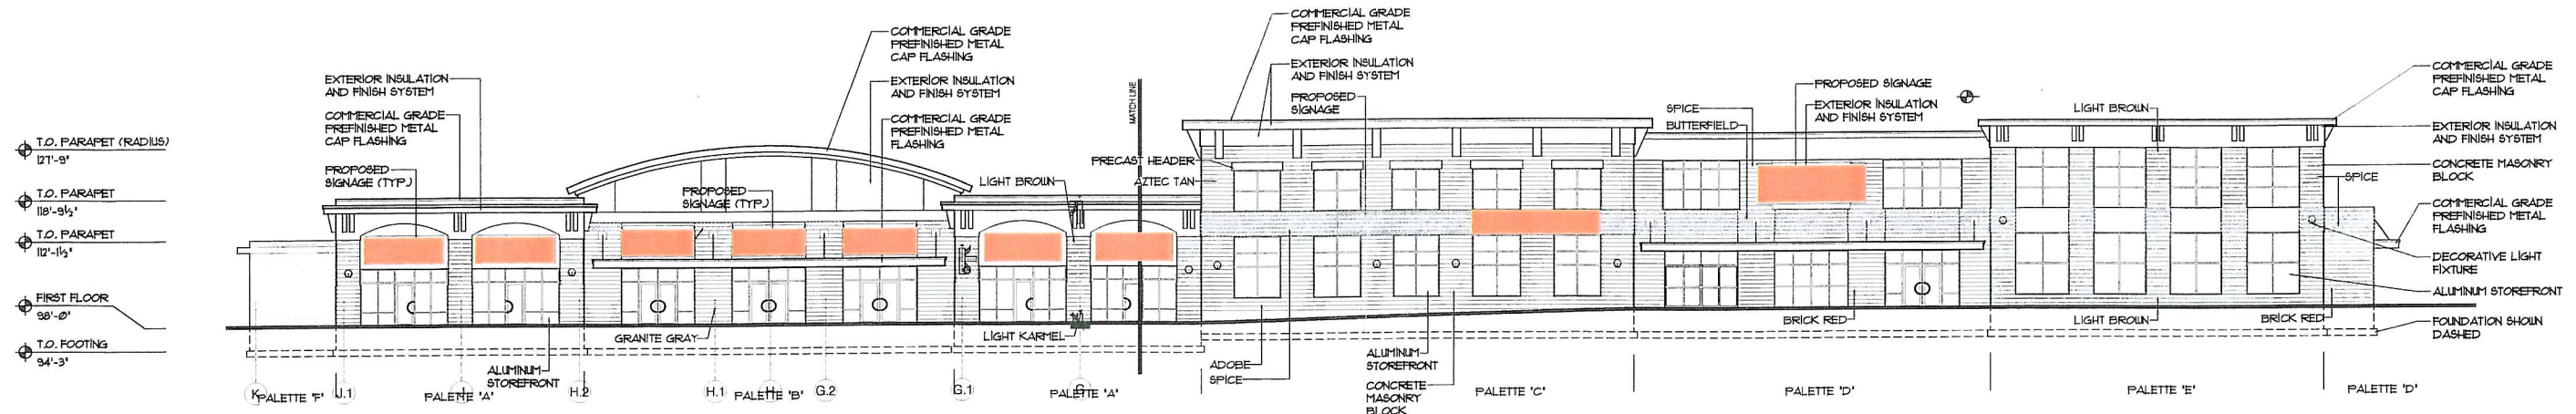 T.O. PARAPET (RADIUS)
127'-9"
T.O. PARAPET
118'-9½"
T.O. PARAPET
112'-1½"
FIRST FLOOR
98'-0"
T.O. FOOTING
94'-3"
EXTERIOR INSULATION
AND FINISH SYSTEM
COMMERCIAL GRADE
PREFINISHED METAL
CAP FLASHING
PROPOSED
SIGNAGE (TYP.)
COMMERCIAL GRADE
PREFINISHED METAL
CAP FLASHING
EXTERIOR INSULATION
AND FINISH SYSTEM
COMMERCIAL GRADE
PREFINISHED METAL
FLASHING
PROPOSED
SIGNAGE (TYP.)
LIGHT BROWN
MATCH LINE
COMMERCIAL GRADE
PREFINISHED METAL
CAP FLASHING
EXTERIOR INSULATION
AND FINISH SYSTEM
PROPOSED
SIGNAGE
PRECAST HEADER
AZTEC TAN
SPICE
BUTTERFIELD
PROPOSED SIGNAGE
EXTERIOR INSULATION
AND FINISH SYSTEM
LIGHT BROWN
COMMERCIAL GRADE
PREFINISHED METAL
CAP FLASHING
EXTERIOR INSULATION
AND FINISH SYSTEM
CONCRETE MASONRY
BLOCK
SPICE
COMMERCIAL GRADE
PREFINISHED METAL
FLASHING
DECORATIVE LIGHT
FIXTURE
ALUMINUM STOREFRONT
FOUNDATION SHOWN
DASHED
GRANITE GRAY
LIGHT KARMEL
ALUMINUM
STOREFRONT
ADOBE
SPICE
ALUMINUM
STOREFRONT
CONCRETE
MASONRY
BLOCK
BRICK RED
LIGHT BROWN
BRICK RED
K
PALETTE 'F'
J.1
PALETTE 'A'
J
H.2
H.1
PALETTE 'B'
H
G.2
G.1
PALETTE 'A'
G
PALETTE 'C'
PALETTE 'D'
PALETTE 'E'
PALETTE 'D'